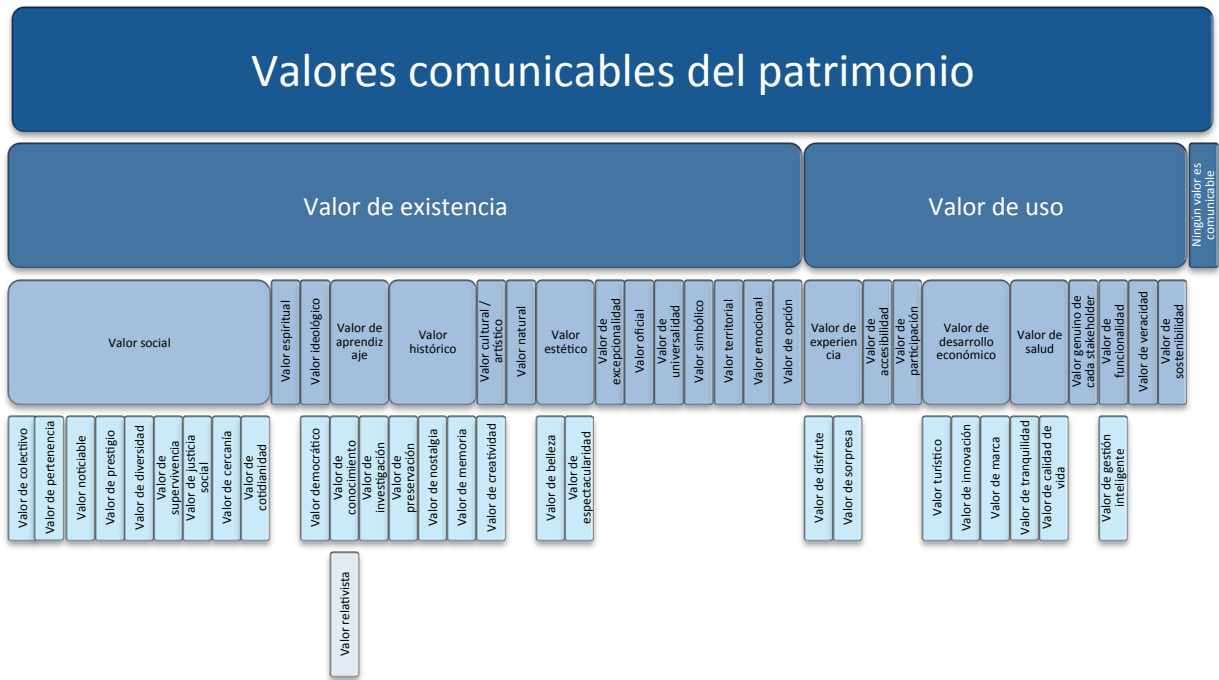 Valores comunicables del patrimonio
Valor de existencia
Valor de uso
Ningún valor es
comunicable
Valor social
Valor espiritual
Valor ideológico
Valor de
aprendiz
aje
Valor
histórico
Valor cultural /
artístico
Valor natural
Valor
estético
Valor de
excepcionalidad
Valor oficial
Valor de
universalidad
Valor simbólico
Valor territorial
Valor emocional
Valor de opción
Valor de
experien
cia
Valor de
accesibilidad
Valor de
participación
Valor de
desarrollo
económico
Valor
de salud
Valor genuino de
cada stakeholder
Valor de
funcionalidad
Valor de veracidad
Valor de
sostenibilidad
Valor de colectivo
Valor de pertenencia
Valor noticiable
Valor de prestigio
Valor de diversidad
Valor de
supervivencia
Valor de justicia
social
Valor de cercanía
Valor de
cotidianidad
Valor democrático
Valor de
conocimiento
Valor de
investigación
Valor de
preservación
Valor de nostalgia
Valor de memoria
Valor de creatividad
Valor de belleza
Valor de
espectacularidad
Valor de disfrute
Valor de sorpresa
Valor turístico
Valor de innovación
Valor de marca
Valor de tranquilidad
Valor de calidad de
vida
Valor de gestión
inteligente
Valor relativista